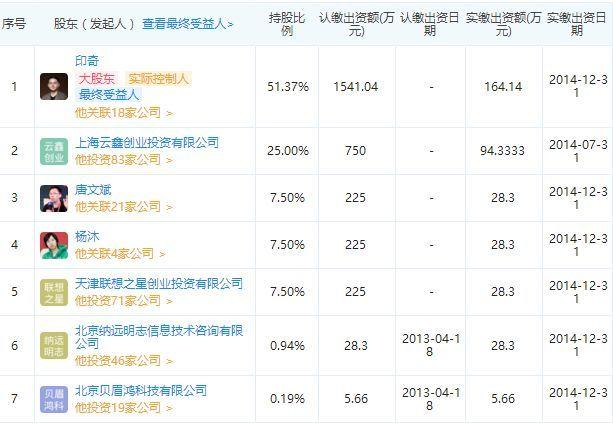 序号 股东（发起人） 查看最终受益人> 持股比例 认缴出资额(万元) 认缴出资日期 实缴出资额(万元) 实缴出资日期
1 印奇 51.37% 1541.04 - 164.14 2014-12-31
大股东 实际控制人
最终受益人
他关联18家公司 >
2 云鑫创业 上海云鑫创业投资有限公司 25.00% 750 - 94.3333 2014-07-31
他投资83家公司 >
3 唐文斌 7.50% 225 - 28.3 2014-12-31
他关联21家公司 >
4 杨沐 7.50% 225 - 28.3 2014-12-31
他关联4家公司 >
5 联想之星 天津联想之星创业投资有限公司 7.50% 225 - 28.3 2014-12-31
他投资71家公司 >
6 纳远明志 北京纳远明志信息技术咨询有限公司 0.94% 28.3 2013-04-18 28.3 2014-12-31
他投资46家公司 >
7 贝眉鸿科 北京贝眉鸿科技有限公司 0.19% 5.66 2013-04-18 5.66 2014-12-31
他投资19家公司 >